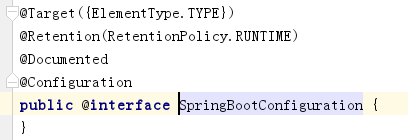 @Target({ElementType.TYPE})
@Retention(RetentionPolicy.RUNTIME)
@Documented
@Configuration
public @interface SpringBootConfiguration {
}